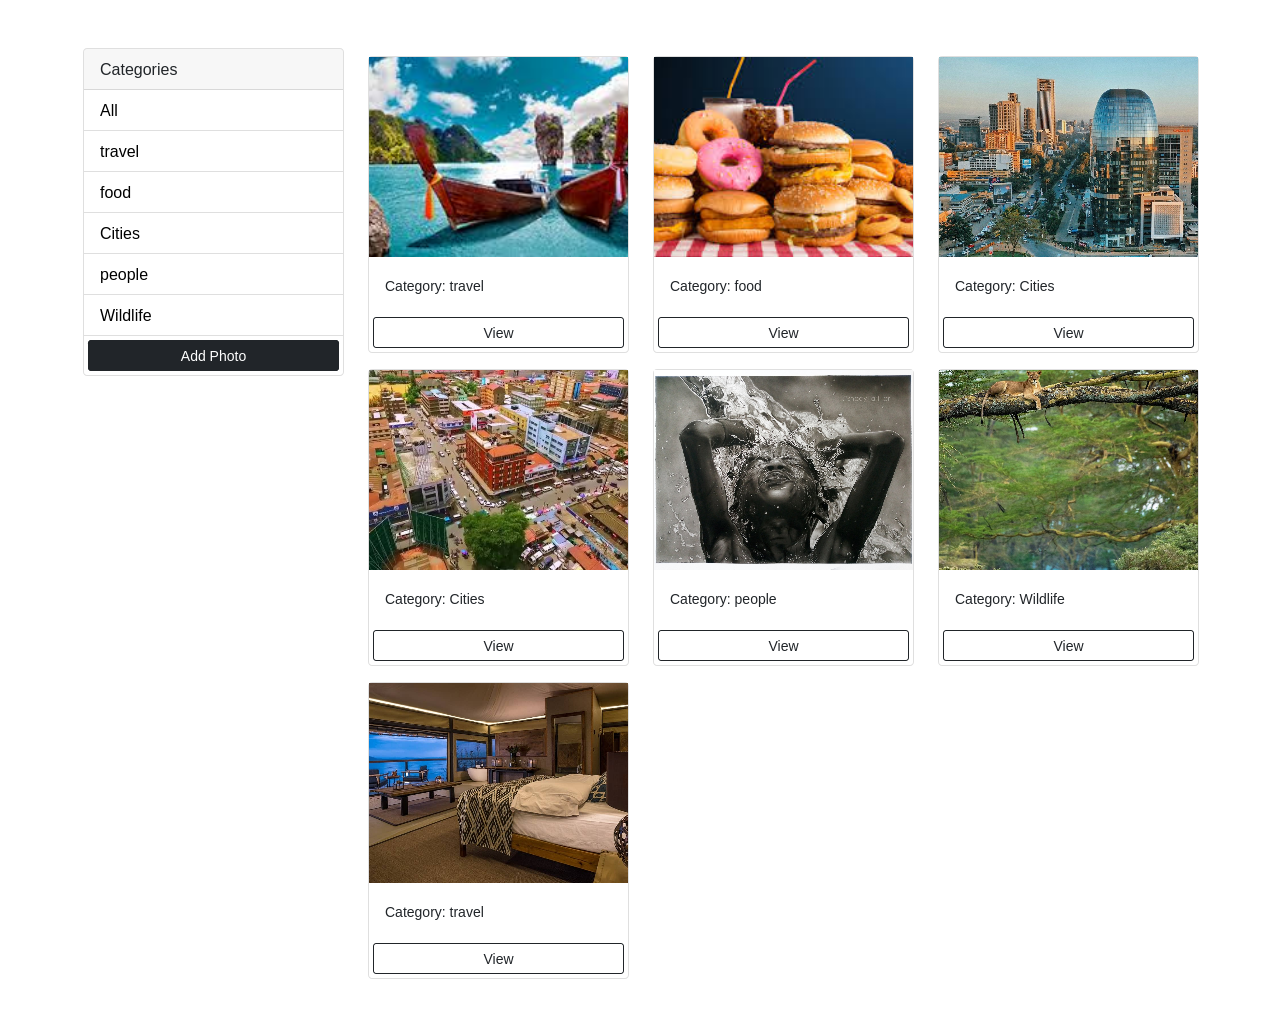 Categories
All
travel
food
Cities
people
Wildlife
Add Photo
Category: travel
View
Category: food
View
Category: Cities
View
Category: Cities
View
Category: people
View
Category: Wildlife
View
Category: travel
View